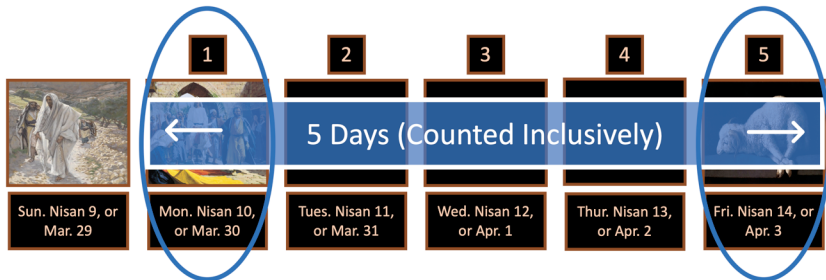 1
2
3
4
5
5 Days (Counted Inclusively)
Sun. Nisan 9, or
Mar. 29
Mon. Nisan 10,
or Mar. 30
Tues. Nisan 11,
or Mar. 31
Wed. Nisan 12,
or Apr. 1
Thur. Nisan 13,
or Apr. 2
Fri. Nisan 14, or
Apr. 3